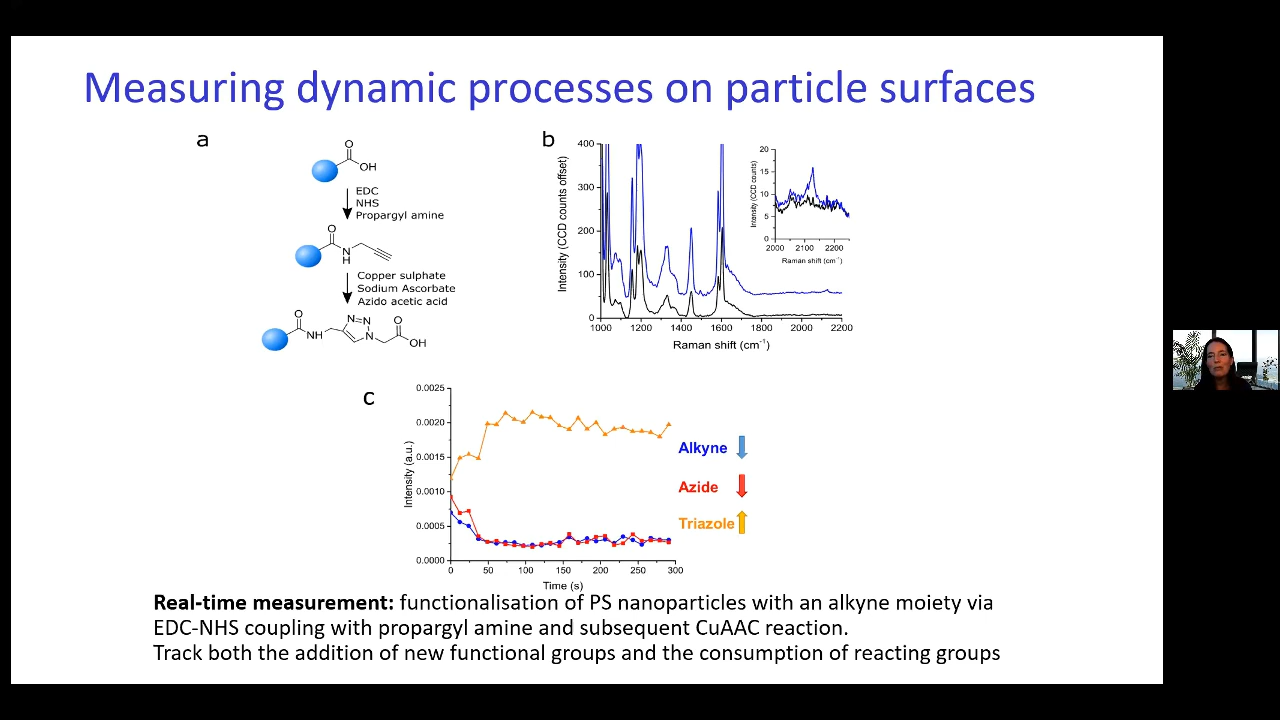 Measuring dynamic processes on particle surfaces
a
O
OH
EDC
NHS
Propargyl amine
O
N
H
Copper sulphate
Sodium Ascorbate
Azido acetic acid
O
NH
N=N
N
O
OH
b
Intensity (CCD counts offset)
400
300
200
100
0
1000 1200 1400 1600 1800 2000 2200
Raman shift (cm-1)
Intensity (CCD counts)
20
15
10
5
0
2000 2100 2200
Raman shift (cm-1)
c
Intensity (a.u.)
0.0025
0.0020
0.0015
0.0010
0.0005
0.0000
0 50 100 150 200 250 300
Time (s)
Alkyne
Azide
Triazole
Real-time measurement: functionalisation of PS nanoparticles with an alkyne moiety via
EDC-NHS coupling with propargyl amine and subsequent CuAAC reaction.
Track both the addition of new functional groups and the consumption of reacting groups